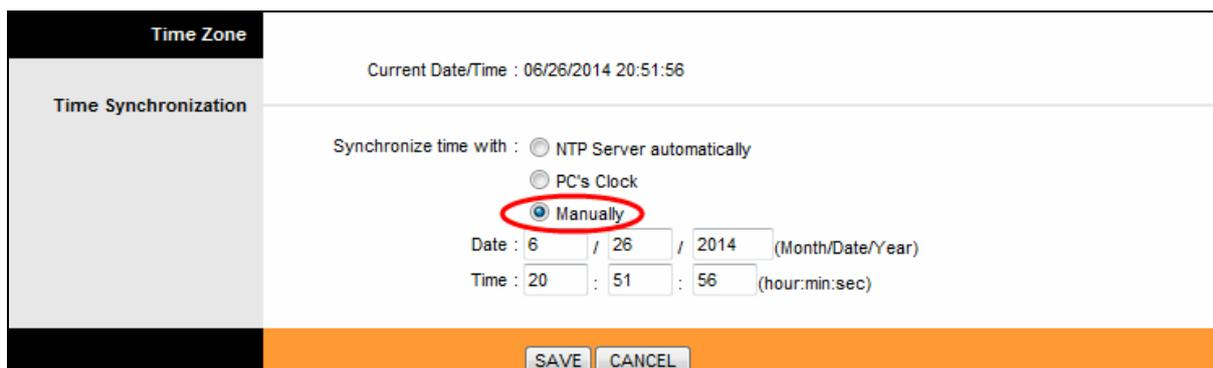 Time Zone
Current Date/Time : 06/26/2014 20:51:56
Time Synchronization
Synchronize time with : NTP Server automatically
PC's Clock
Manually
Date : 6 / 26 / 2014 (Month/Date/Year)
Time : 20 : 51 : 56 (hour:min:sec)
SAVE CANCEL